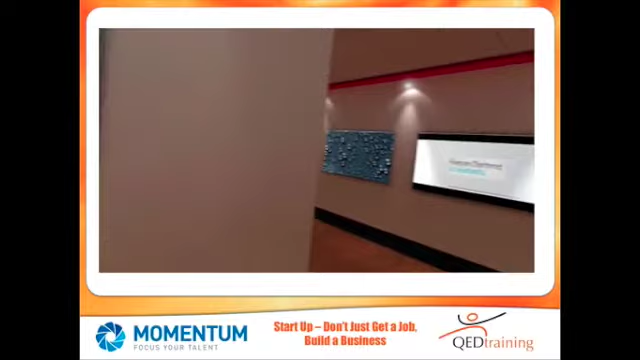 MOMENTUM
FOCUS YOUR TALENT
Start Up – Don't Just Get a Job,
Build a Business
QEDtraining